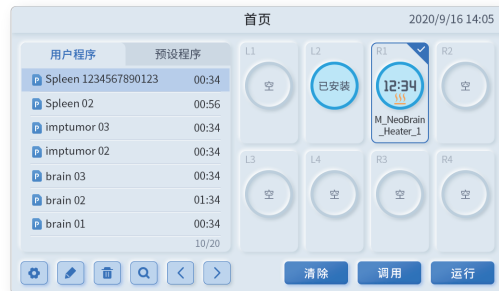 首页
2020/9/16 14:05
用户程序 预设程序
Spleen 1234567890123 00:34
Spleen 02 00:56
imptumor 03 00:34
imptumor 02 00:34
brain 03 00:34
brain 02 01:34
brain 01 00:34
10/20
L1 L2 R1 R2
空 已安装 12:34 空
M_NeoBrain
_Heater_1
L3 L4 R3 R4
空 空 空 空
清除 调用 运行